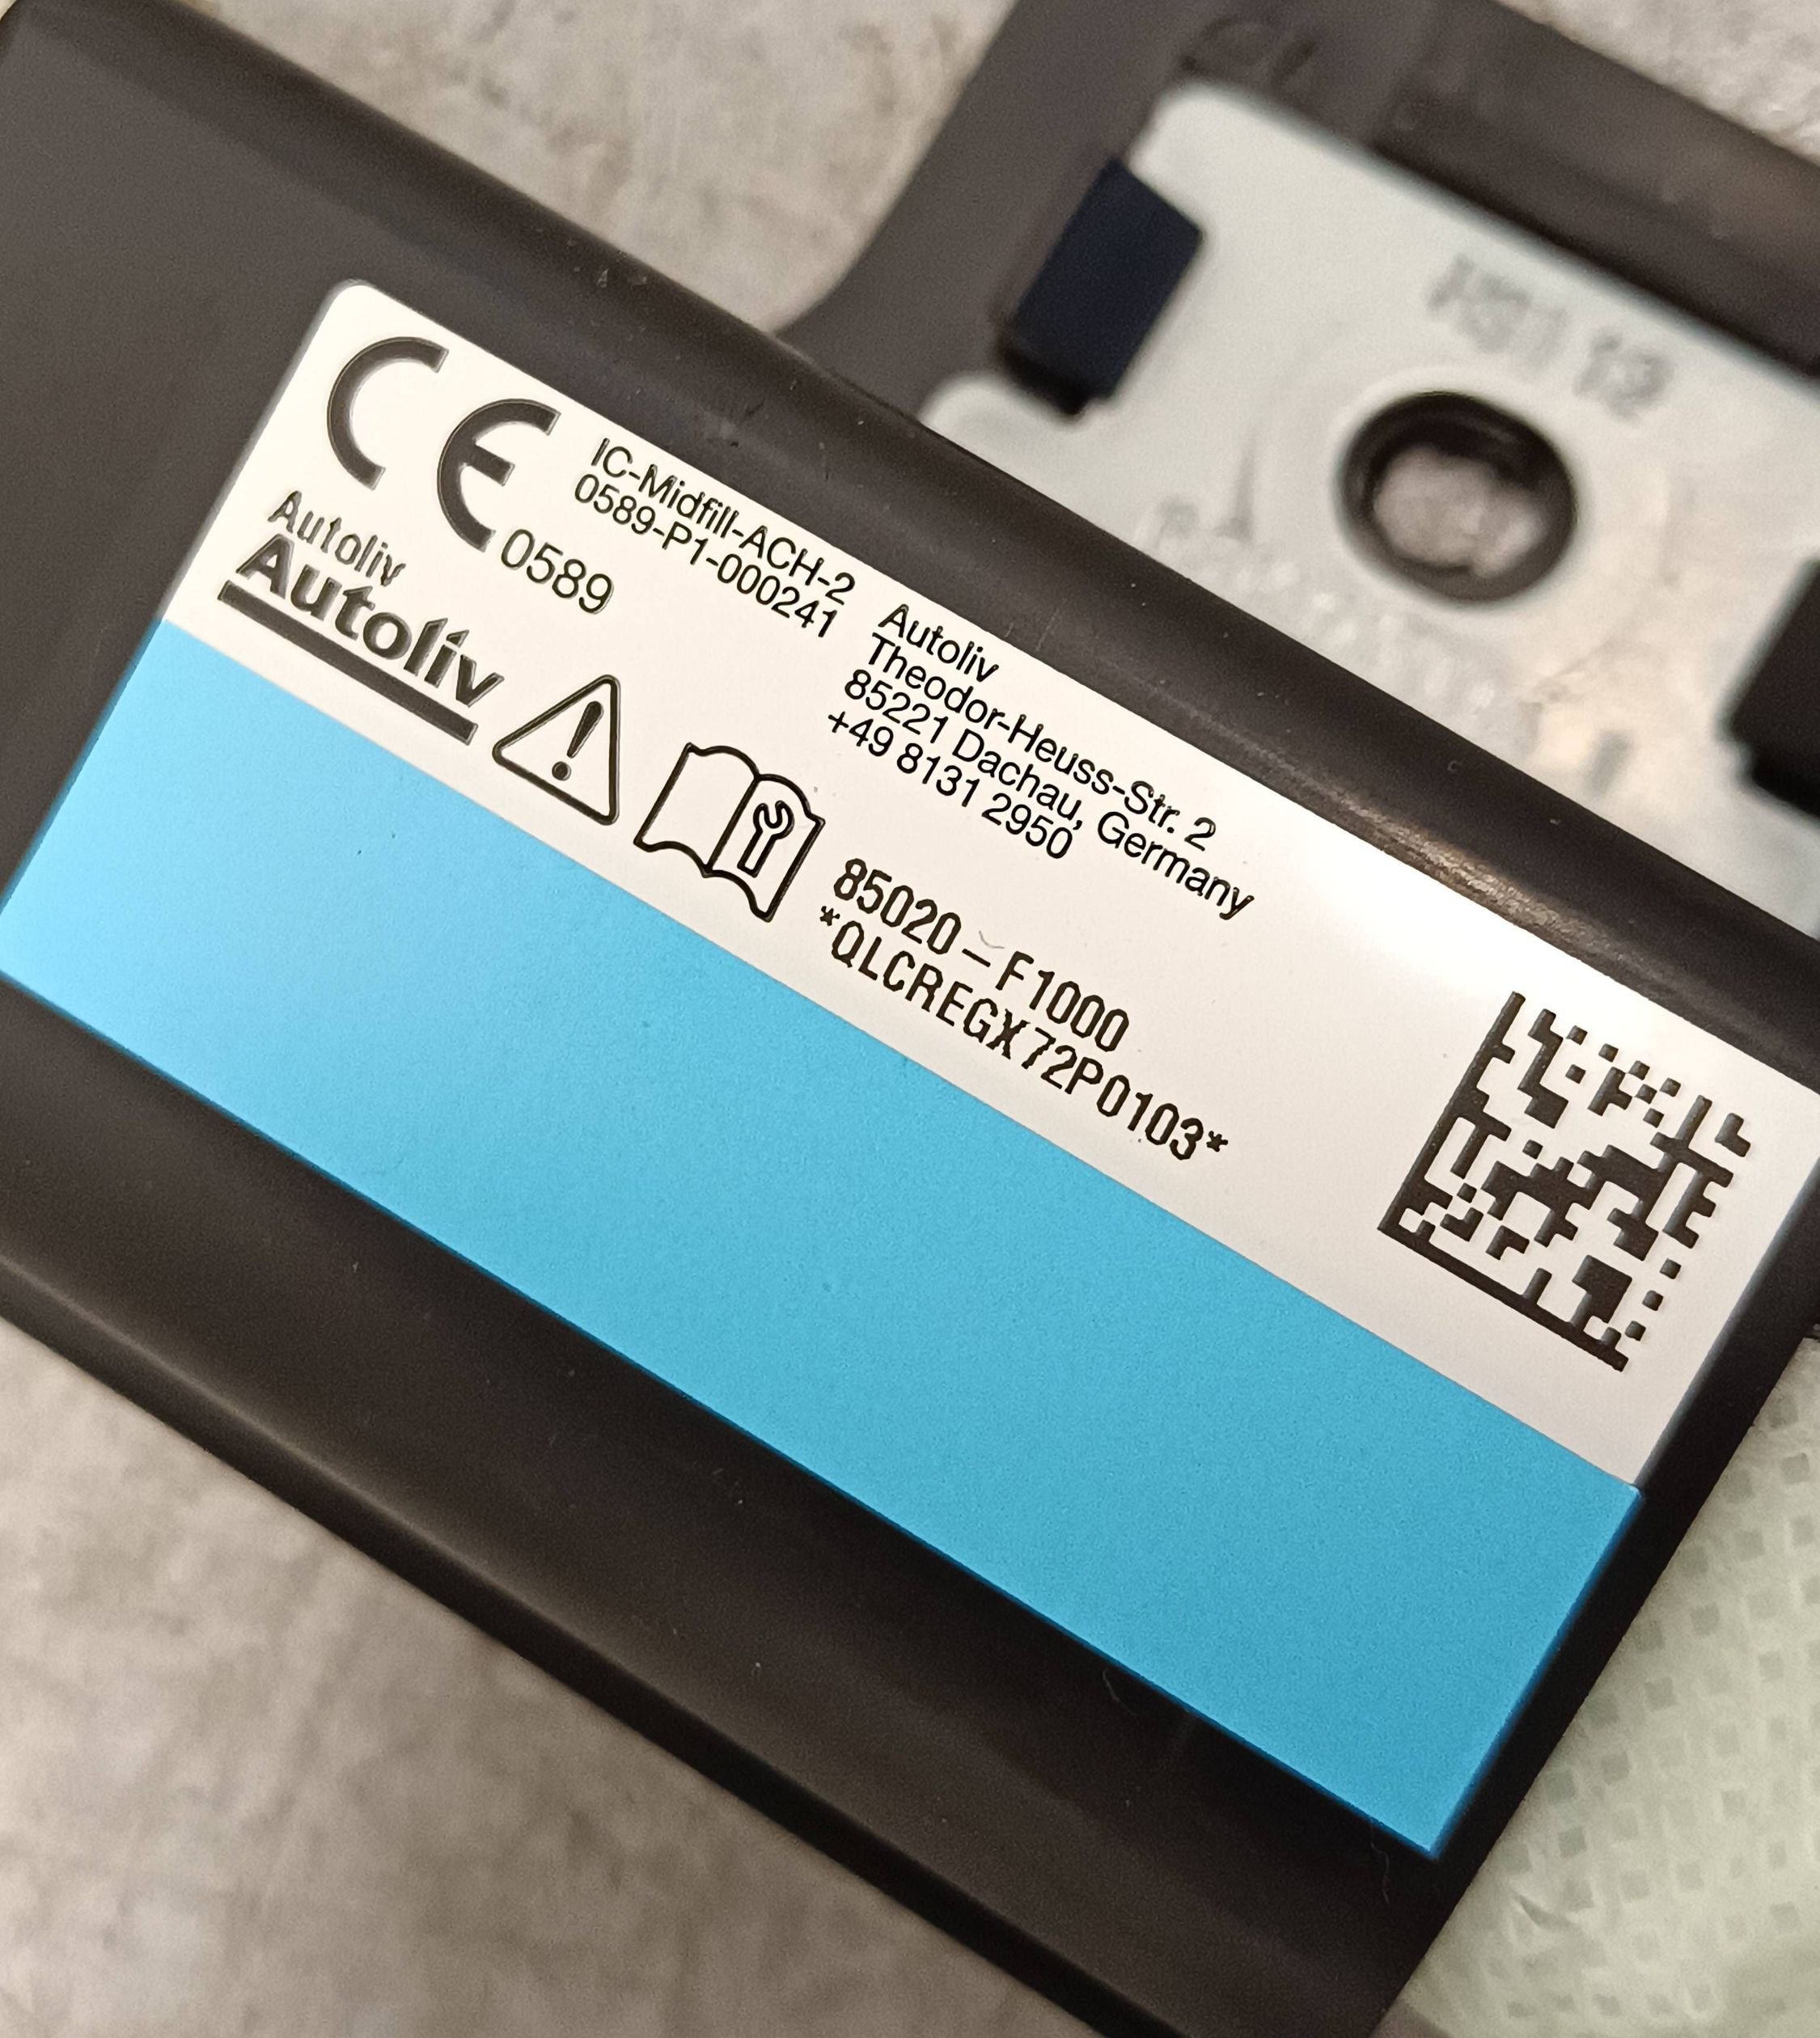 CE
0589
Autoliv
Autoliv
IC-Midfill-ACH-2
0589-P1-000241
Autoliv
Theodor-Heuss-Str. 2
85221 Dachau, Germany
+49 8131 2950
85020-F1000
*QLCREGX72P0103*